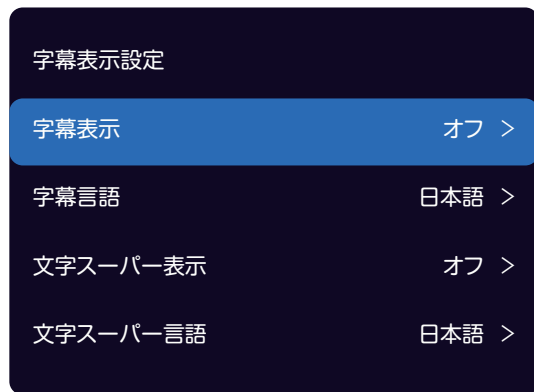 字幕表示設定
字幕表示 オフ >
字幕言語 日本語 >
文字スーパー表示 オフ >
文字スーパー言語 日本語 >